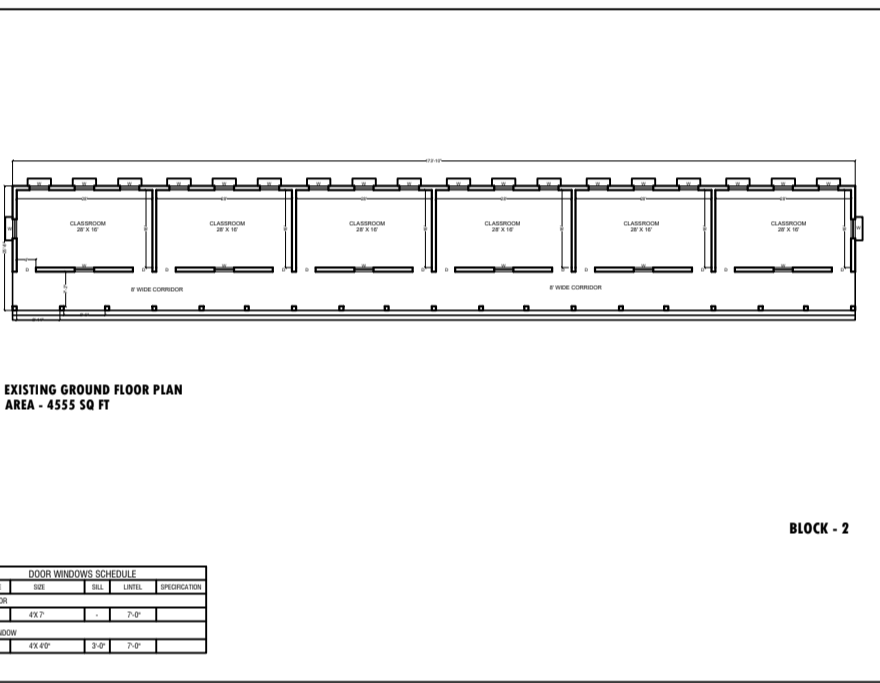 W W W W W W W W W W W W W W W W W W
CLASSROOM
28' X 16'
CLASSROOM
28' X 16'
CLASSROOM
28' X 16'
CLASSROOM
28' X 16'
CLASSROOM
28' X 16'
CLASSROOM
28' X 16'
W W
W W W W W W
D D D D D D D D D D D D
8' WIDE CORRIDOR
8' WIDE CORRIDOR
EXISTING GROUND FLOOR PLAN
AREA - 4555 SQ FT
BLOCK - 2
DOOR WINDOWS SCHEDULE
SIZE SILL LINTEL SPECIFICATION
4'X 7' - 7'-0"
4'X 4'0" 3'-0" 7'-0"